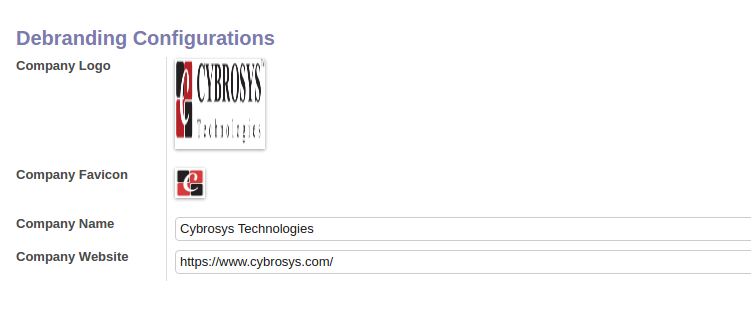 Debranding Configurations
Company Logo
CYBROSYS
Technologies
Company Favicon
C
Company Name
Cybrosys Technologies
Company Website
https://www.cybrosys.com/